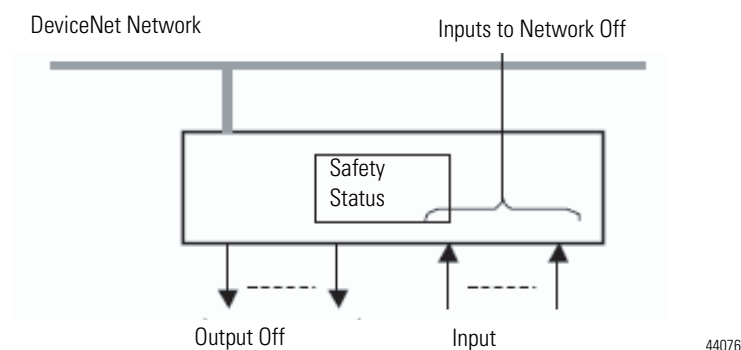 DeviceNet Network
Inputs to Network Off
Safety
Status
Output Off
Input
44076